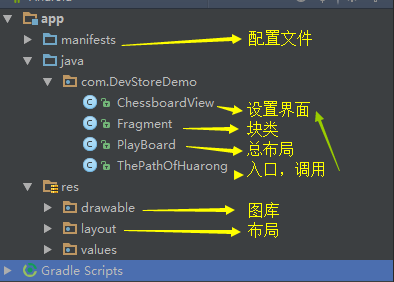 app
manifests 配置文件
java
com.DevStoreDemo
ChessboardView 设置界面
Fragment 块类
PlayBoard 总布局
ThePathOfHuarong 入口，调用
res
drawable 图库
layout 布局
values
Gradle Scripts